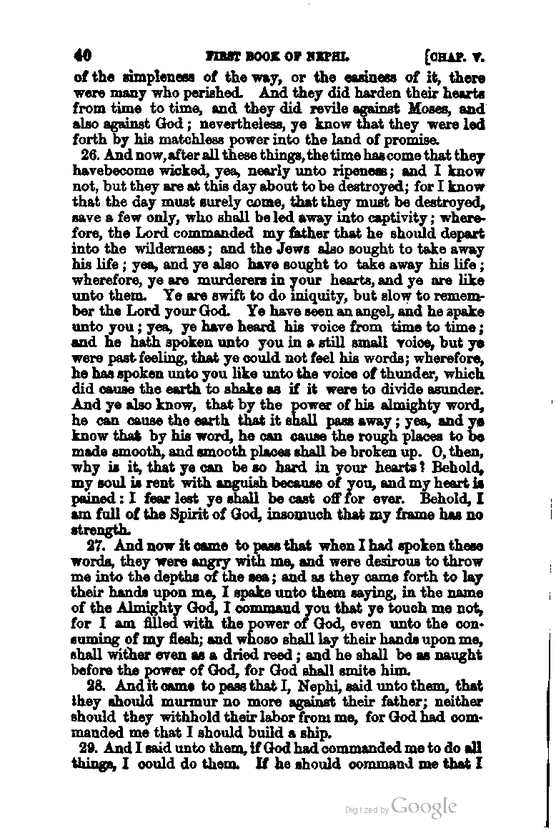 40 FIRST BOOK OF NEPHI. [CHAP. V.
of the simpleness of the way, or the easiness of it, there
were many who perished. And they did harden their hearts
from time to time, and they did revile against Moses, and
also against God; nevertheless, ye know that they were led
forth by his matchless power into the land of promise.
26. And now, after all these things, the time has come that they
have become wicked, yea, nearly unto ripeness; and I know
not, but they are at this day about to be destroyed; for I know
that the day must surely come, that they must be destroyed,
save a few only, who shall be led away into captivity; where-
fore, the Lord commanded my father that he should depart
into the wilderness; and the Jews also sought to take away
his life; yea, and ye also have sought to take away his life;
wherefore, ye are murderers in your hearts, and ye are like
unto them. Ye are swift to do iniquity, but slow to remem-
ber the Lord your God. Ye have seen an angel, and he spake
unto you; yea, ye have heard his voice from time to time;
and he hath spoken unto you in a still small voice, but ye
were past feeling, that ye could not feel his words; wherefore,
he has spoken unto you like unto the voice of thunder, which
did cause the earth to shake as if it were to divide asunder.
And ye also know, that by the power of his almighty word,
he can cause the earth that it shall pass away; yea, and ye
know that by his word, he can cause the rough places to be
made smooth, and smooth places shall be broken up. O, then,
why is it, that ye can be so hard in your hearts? Behold,
my soul is rent with anguish because of you, and my heart is
pained: I fear lest ye shall be cast off for ever. Behold, I
am full of the Spirit of God, insomuch that my frame has no
strength.
27. And now it came to pass that when I had spoken these
words, they were angry with me, and were desirous to throw
me into the depths of the sea; and as they came forth to lay
their hands upon me, I spake unto them saying, in the name
of the Almighty God, I command you that ye touch me not,
for I am filled with the power of God, even unto the con-
suming of my flesh; and whoso shall lay their hands upon me,
shall wither even as a dried reed; and he shall be as naught
before the power of God, for God shall smite him.
28. And it came to pass that I, Nephi, said unto them, that
they should murmur no more against their father; neither
should they withhold their labor from me, for God had com-
manded me that I should build a ship.
29. And I said unto them, if God had commanded me to do all
things, I could do them. If he should command me that I
Digitized by Google